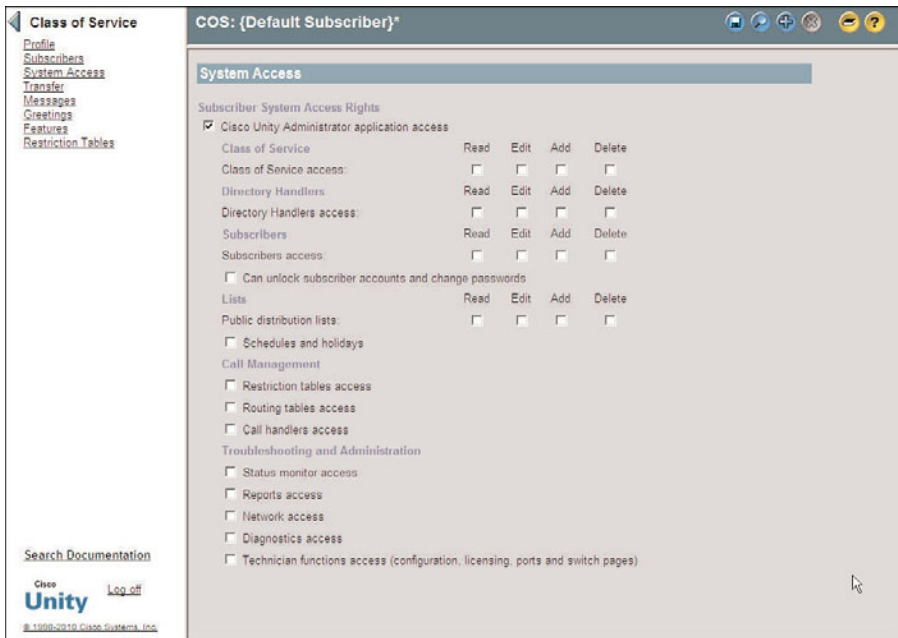 Class of Service
Profile
Subscribers
System Access
Transfer
Messages
Greetings
Features
Restriction Tables
Search Documentation
Cisco
Unity
Log off
© 1998-2010 Cisco Systems, Inc.
COS: {Default Subscriber}*
?
System Access
Subscriber System Access Rights
Cisco Unity Administrator application access
Class of Service Read Edit Add Delete
Class of Service access:
Directory Handlers Read Edit Add Delete
Directory Handlers access:
Subscribers Read Edit Add Delete
Subscribers access:
Can unlock subscriber accounts and change passwords
Lists Read Edit Add Delete
Public distribution lists:
Schedules and holidays
Call Management
Restriction tables access
Routing tables access
Call handlers access
Troubleshooting and Administration
Status monitor access
Reports access
Network access
Diagnostics access
Technician functions access (configuration, licensing, ports and switch pages)